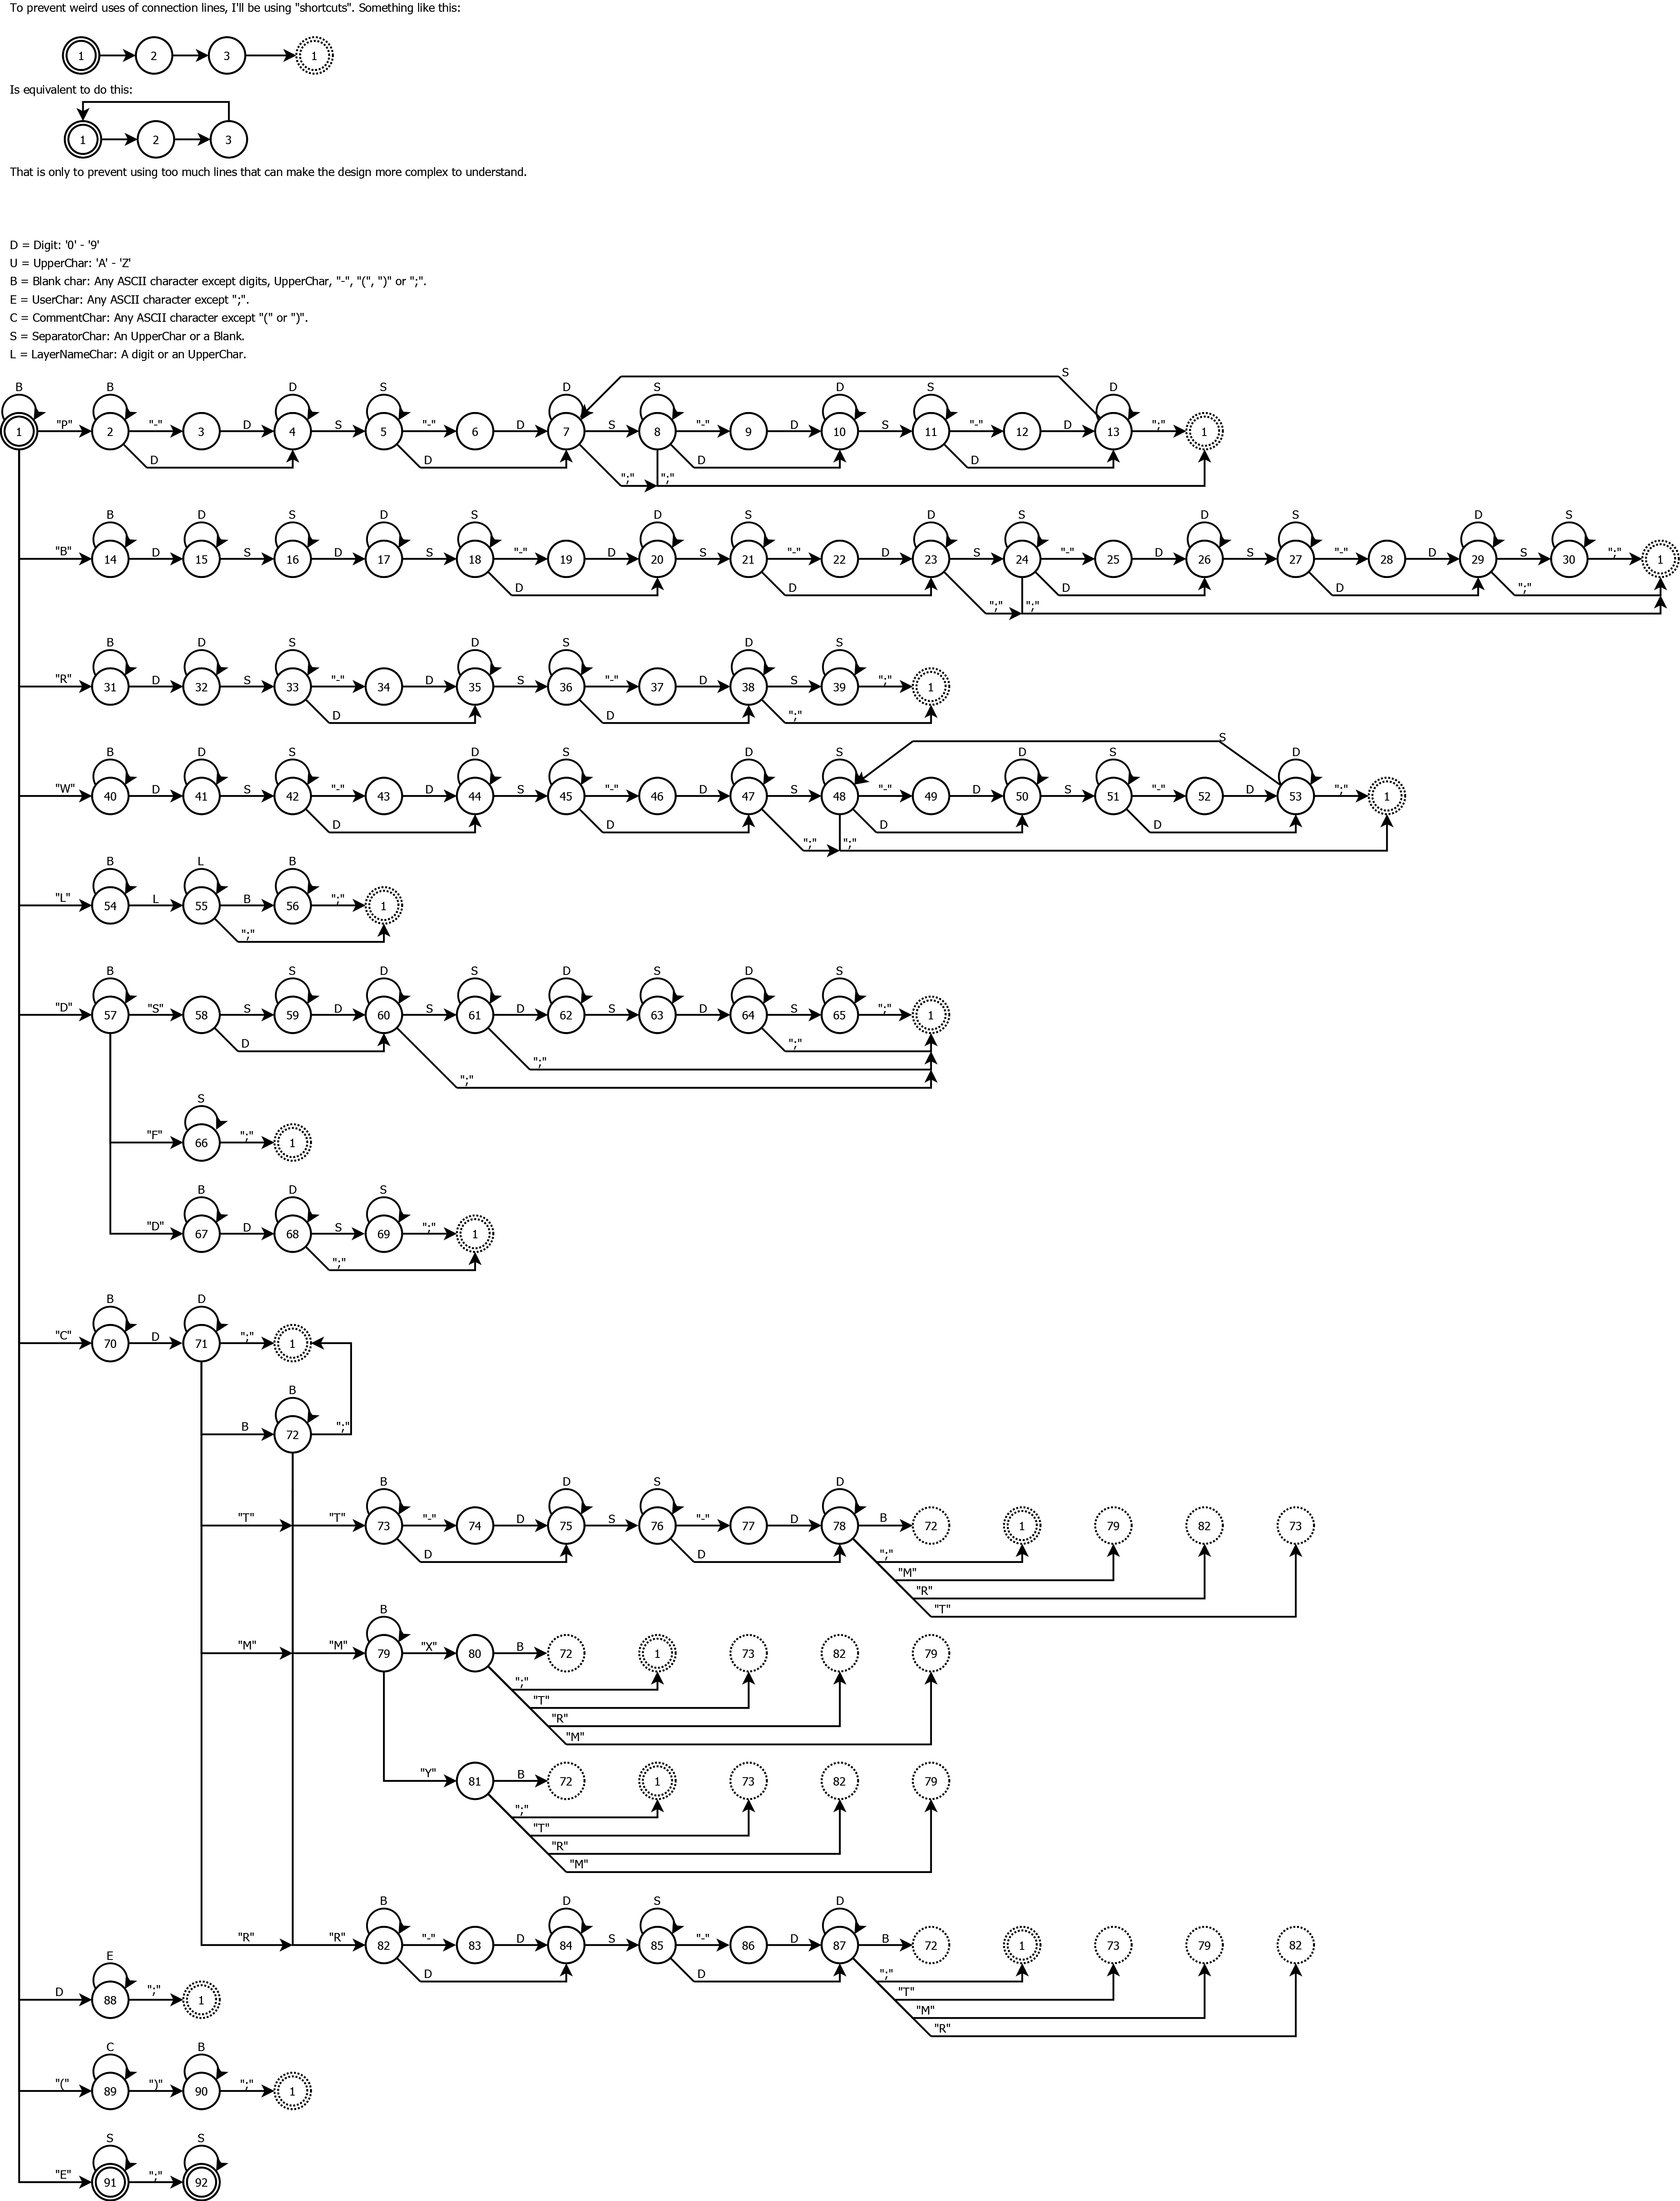 To prevent weird uses of connection lines, I'll be using "shortcuts". Something like this:
1 2 3 1
Is equivalent to do this:
1 2 3
That is only to prevent using too much lines that can make the design more complex to understand.
D = Digit: '0' - '9'
U = UpperChar: 'A' - 'Z'
B = Blank char: Any ASCII character except digits, UpperChar, "-", "(", ")" or ";".
E = UserChar: Any ASCII character except ";".
C = CommentChar: Any ASCII character except "(" or ")".
S = SeparatorChar: An UpperChar or a Blank.
L = LayerNameChar: A digit or an UpperChar.
S
B B D S D S D S D
1 "P" 2 "-" 3 D 4 S 5 "-" 6 D 7 S 8 "-" 9 D 10 S 11 "-" 12 D 13 ";" 1
D D D D
";" ";"
B D S D S D S D S D S D S
"B" 14 D 15 S 16 D 17 S 18 "-" 19 D 20 S 21 "-" 22 D 23 S 24 "-" 25 D 26 S 27 "-" 28 D 29 S 30 ";" 1
D D D D ";"
";" ";"
B D S D S D S
"R" 31 D 32 S 33 "-" 34 D 35 S 36 "-" 37 D 38 S 39 ";" 1
D D ";"
S
B D S D S D S D S D
"W" 40 D 41 S 42 "-" 43 D 44 S 45 "-" 46 D 47 S 48 "-" 49 D 50 S 51 "-" 52 D 53 ";" 1
D D D D
";" ";"
B L B
"L" 54 L 55 B 56 ";" 1
";"
B S D S D S D S
"D" 57 "S" 58 S 59 D 60 S 61 D 62 S 63 D 64 S 65 ";" 1
D ";"
";"
";"
S
"F" 66 ";" 1
B D S
"D" 67 D 68 S 69 ";" 1
";"
B D
"C" 70 D 71 ";" 1
B
B 72 ";"
B D S D
"T" "T" 73 "-" 74 D 75 S 76 "-" 77 D 78 B 72 1 79 82 73
D D ";"
"M"
"R"
"T"
B
"M" "M" 79 "X" 80 B 72 1 73 82 79
";"
"T"
"R"
"M"
"Y" 81 B 72 1 73 82 79
";"
"T"
"R"
"M"
B D S D
"R" "R" 82 "-" 83 D 84 S 85 "-" 86 D 87 B 72 1 73 79 82
D D ";"
"T"
"M"
"R"
E
D 88 ";" 1
C B
"(" 89 ")" 90 ";" 1
S S
"E" 91 ";" 92